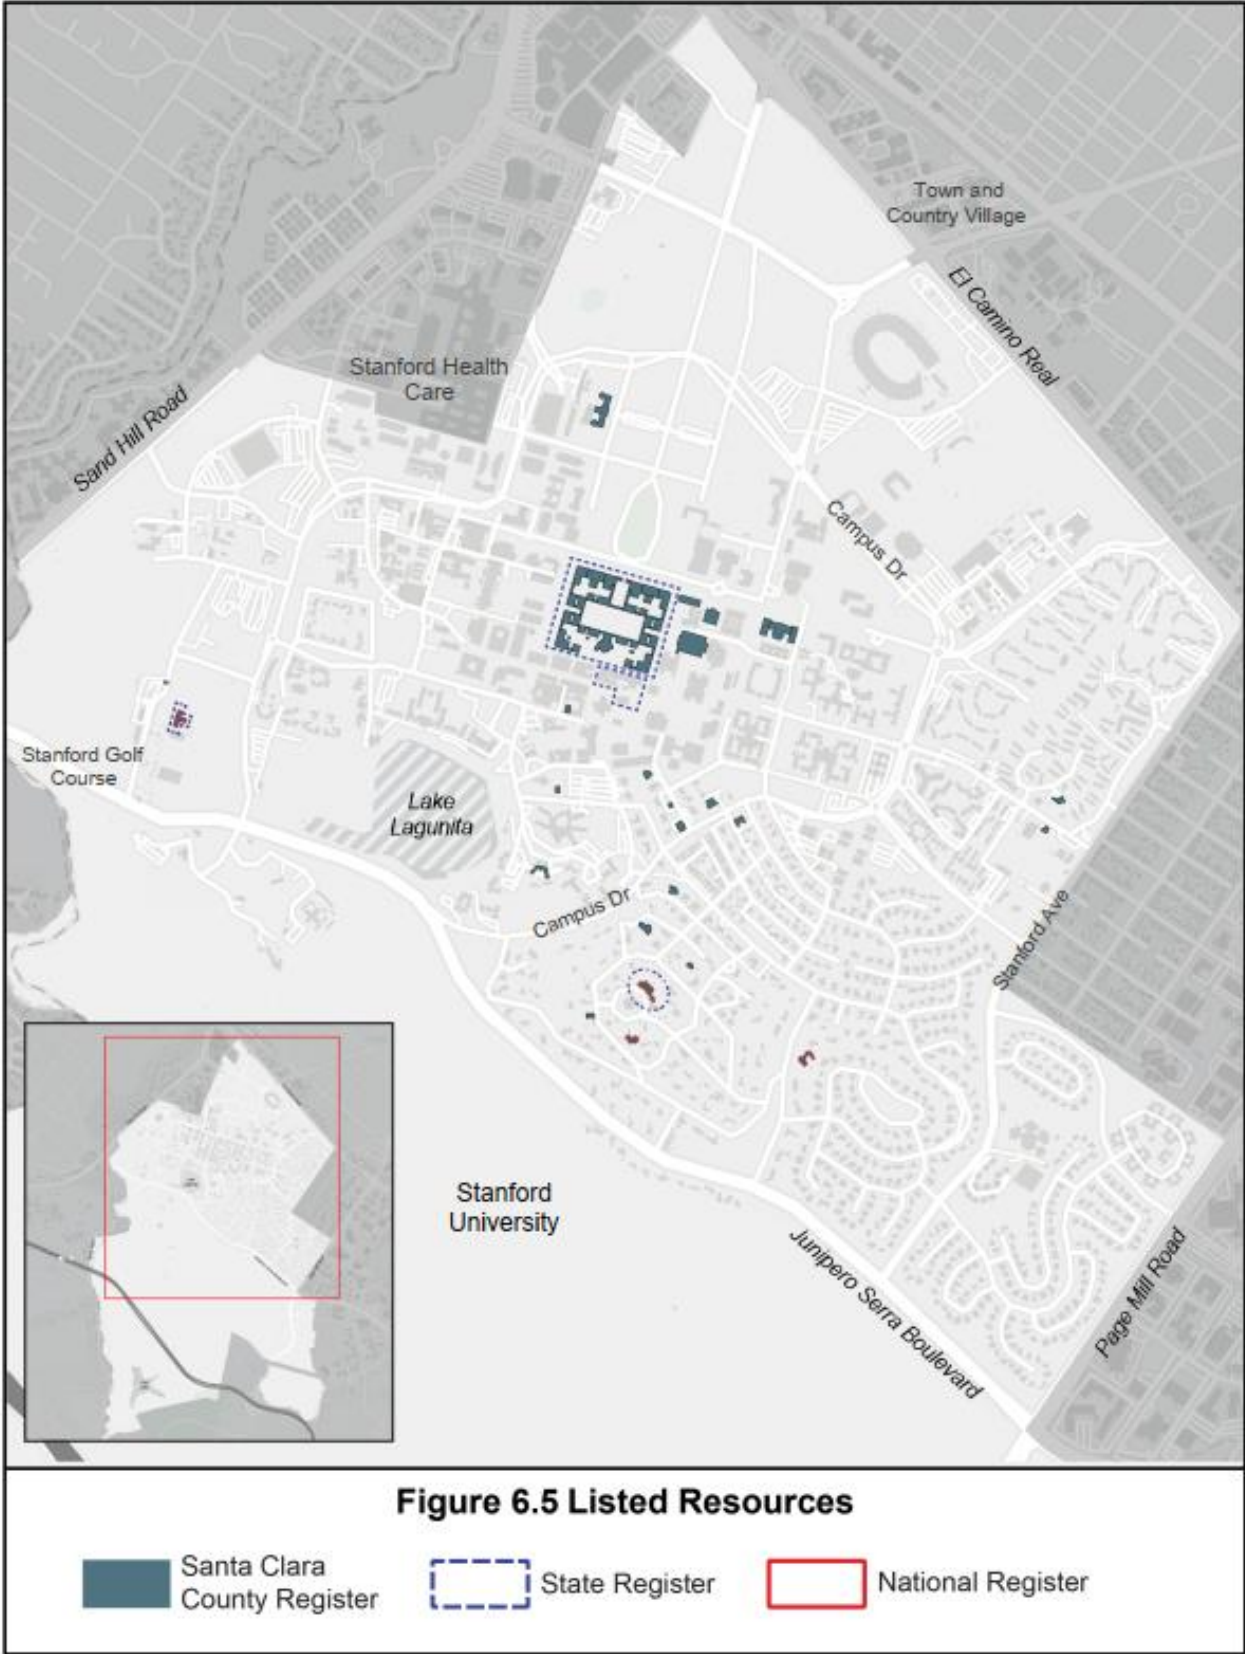 Town and
Country Village
El Camino Real
Stanford Health
Care
Sand Hill Road
Campus Dr
Stanford Golf
Course
Lake
Lagunita
Campus Dr
Stanford Ave
Stanford
University
Junipero Serra Boulevard
Page Mill Road
Figure 6.5 Listed Resources
Santa Clara
County Register
State Register
National Register